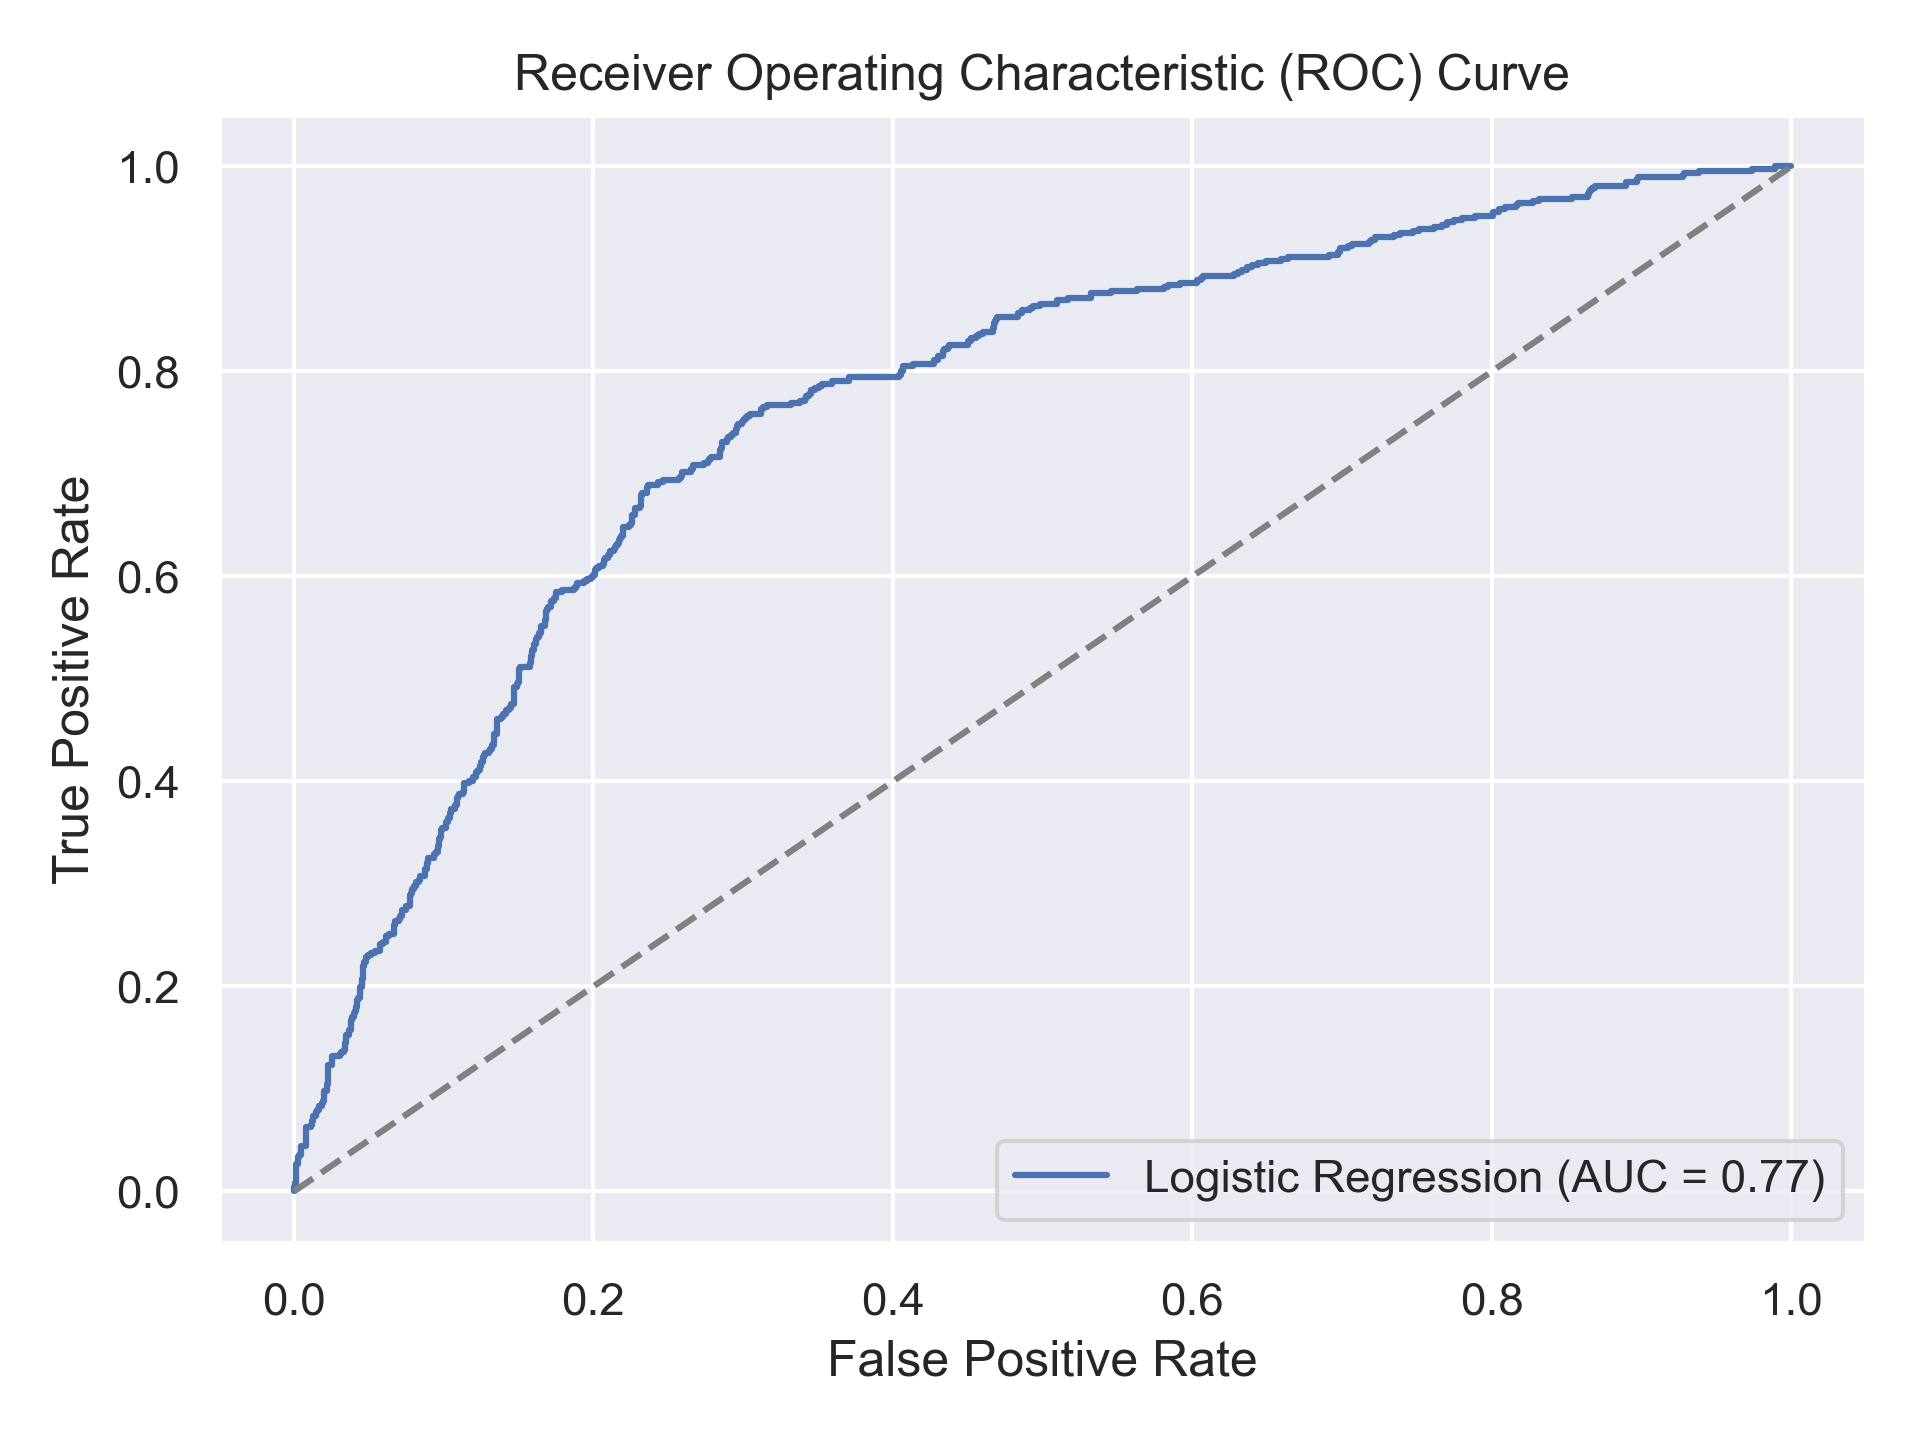 Receiver Operating Characteristic (ROC) Curve
True Positive Rate
1.0
0.8
0.6
0.4
0.2
0.0
Logistic Regression (AUC = 0.77)
0.0 0.2 0.4 0.6 0.8 1.0
False Positive Rate